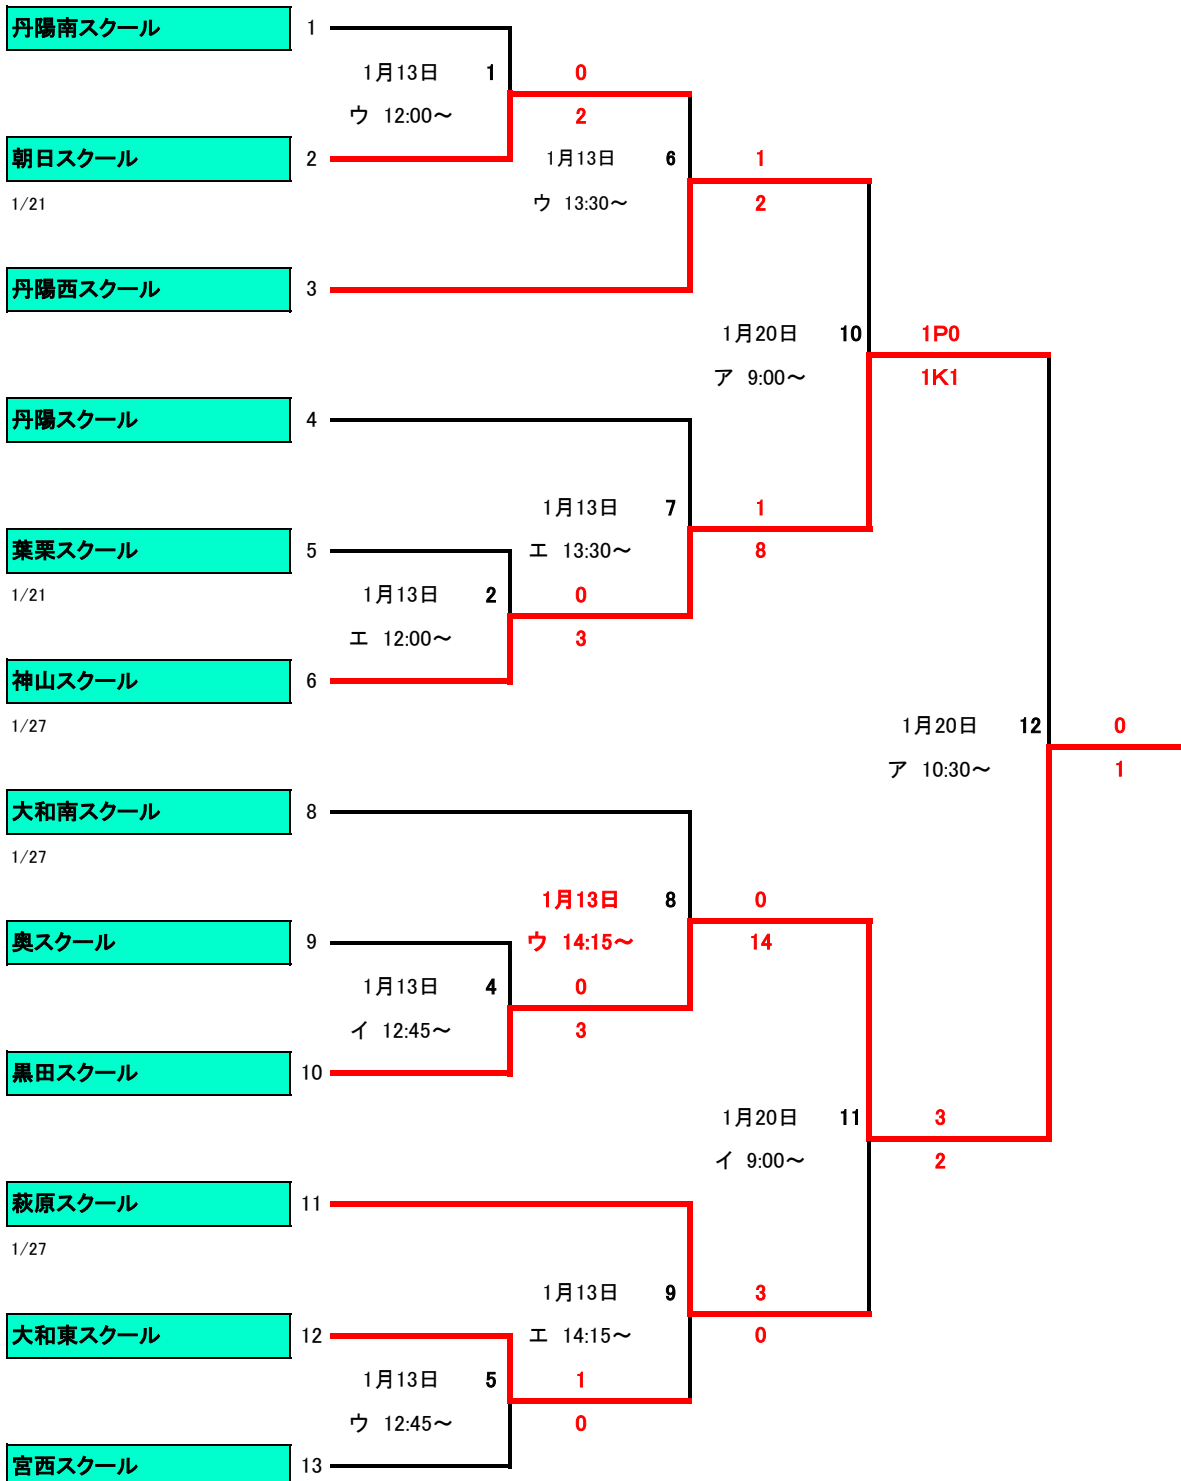 丹陽南スクール 1
1月13日 1 0
ウ 12:00～ 2
朝日スクール 2
1月13日 6 1
1/21
ウ 13:30～ 2
丹陽西スクール 3
1月20日 10 1P0
ア 9:00～ 1K1
丹陽スクール 4
1月13日 7 1
葉栗スクール 5
エ 13:30～ 8
1/21
1月13日 2 0
エ 12:00～ 3
神山スクール 6
1/27
1月20日 12 0
ア 10:30～ 1
大和南スクール 8
1/27
1月13日 8 0
奥スクール 9
ウ 14:15～ 14
1月13日 4 0
イ 12:45～ 3
黒田スクール 10
1月20日 11 3
イ 9:00～ 2
萩原スクール 11
1/27
1月13日 9 3
大和東スクール 12
エ 14:15～ 0
1月13日 5 1
ウ 12:45～ 0
宮西スクール 13